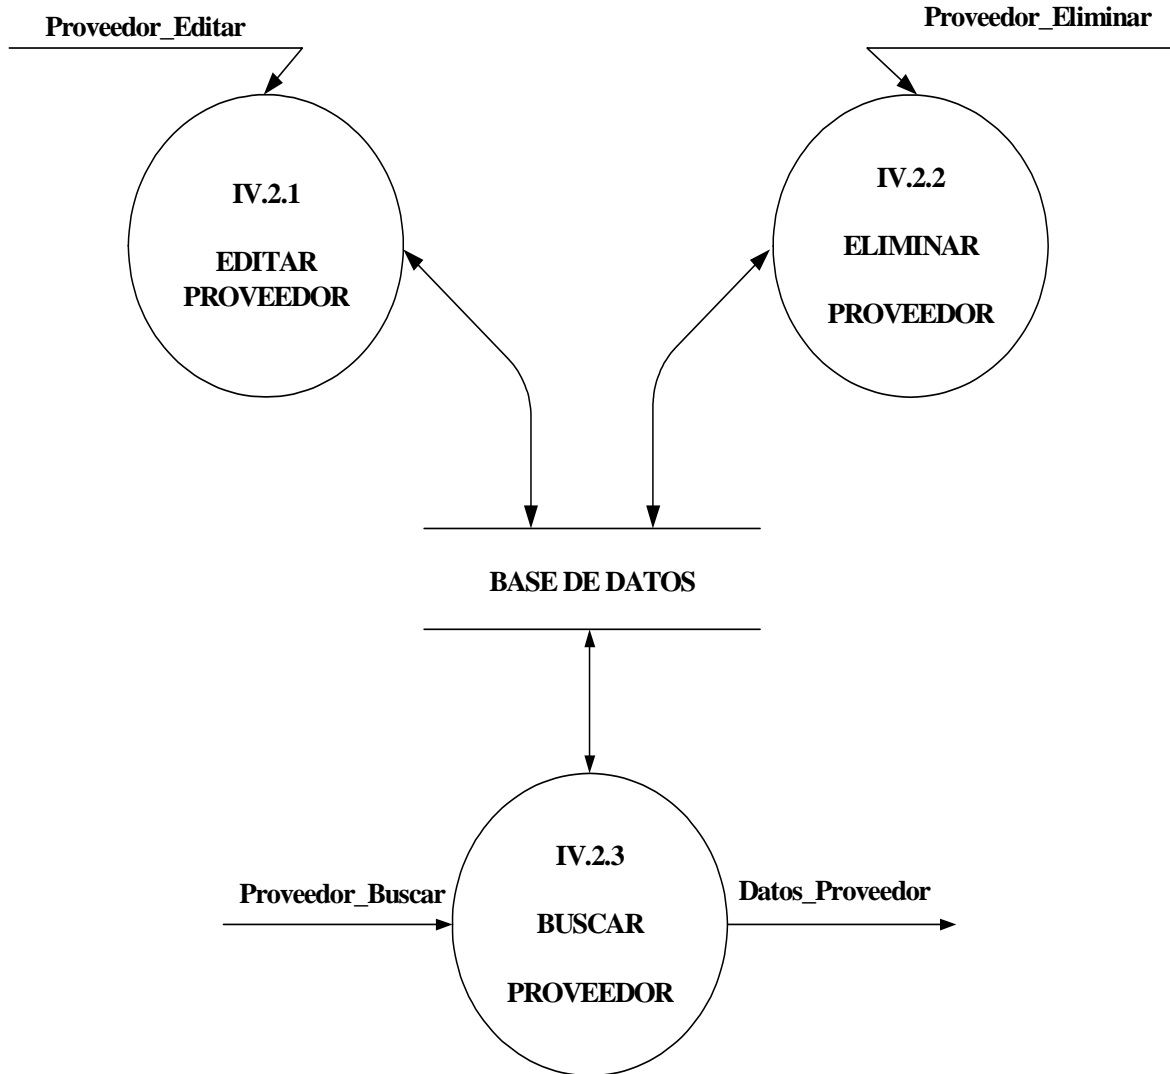 Proveedor_Editar
Proveedor_Eliminar
IV.2.1
EDITAR
PROVEEDOR
IV.2.2
ELIMINAR
PROVEEDOR
BASE DE DATOS
IV.2.3
BUSCAR
PROVEEDOR
Proveedor_Buscar
Datos_Proveedor